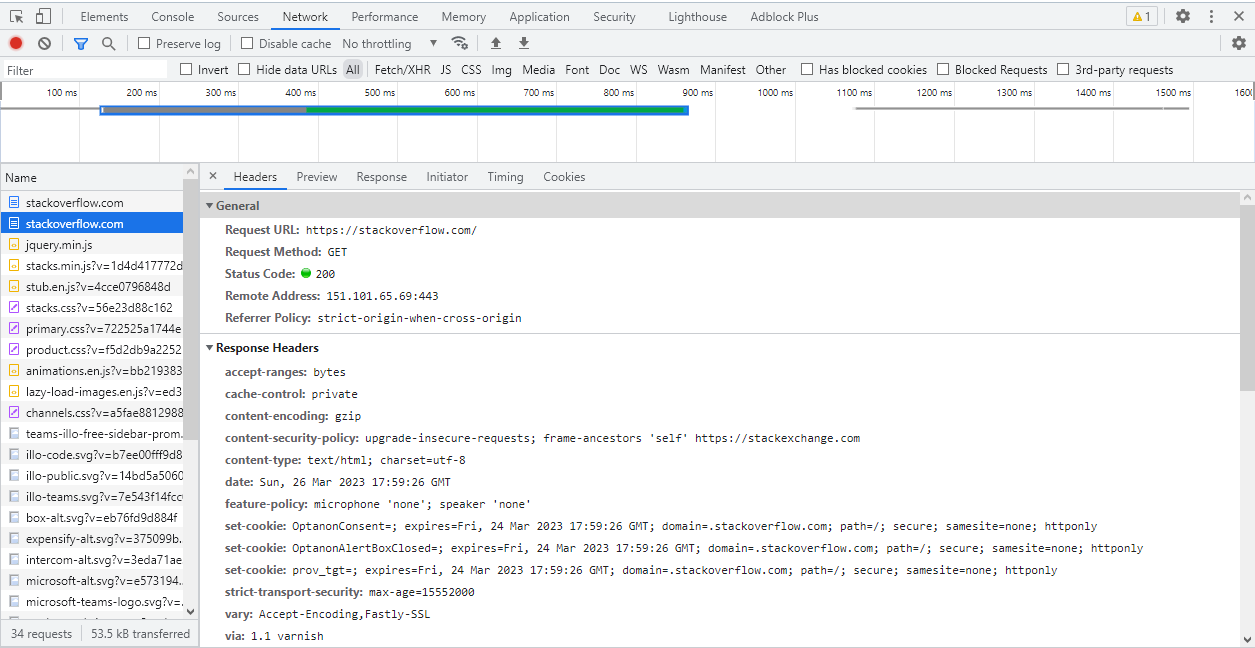 Elements Console Sources Network Performance Memory Application Security Lighthouse Adblock Plus 1
Preserve log Disable cache No throttling
Filter Invert Hide data URLs All Fetch/XHR JS CSS Img Media Font Doc WS Wasm Manifest Other Has blocked cookies Blocked Requests 3rd-party requests
100 ms 200 ms 300 ms 400 ms 500 ms 600 ms 700 ms 800 ms 900 ms 1000 ms 1100 ms 1200 ms 1300 ms 1400 ms 1500 ms 1600
Name
stackoverflow.com
stackoverflow.com
jquery.min.js
stacks.min.js?v=1d4d417772d
stub.en.js?v=4cce0796848d
stacks.css?v=56e23d88c162
primary.css?v=722525a1744e
product.css?v=f5d2db9a2252
animations.en.js?v=bb219383
lazy-load-images.en.js?v=ed3
channels.css?v=a5fae8812988
teams-illo-free-sidebar-prom.
illo-code.svg?v=b7ee00fff9d8
illo-public.svg?v=14bd5a5060
illo-teams.svg?v=7e543f14fcc
box-alt.svg?v=eb76fd9d884f
expensify-alt.svg?v=375099b.
intercom-alt.svg?v=3eda71ae
microsoft-alt.svg?v=e573194.
microsoft-teams-logo.svg?v=.
34 requests 53.5 kB transferred
Headers Preview Response Initiator Timing Cookies
General
Request URL: https://stackoverflow.com/
Request Method: GET
Status Code: 200
Remote Address: 151.101.65.69:443
Referrer Policy: strict-origin-when-cross-origin
Response Headers
accept-ranges: bytes
cache-control: private
content-encoding: gzip
content-security-policy: upgrade-insecure-requests; frame-ancestors 'self' https://stackexchange.com
content-type: text/html; charset=utf-8
date: Sun, 26 Mar 2023 17:59:26 GMT
feature-policy: microphone 'none'; speaker 'none'
set-cookie: OptanonConsent=; expires=Fri, 24 Mar 2023 17:59:26 GMT; domain=.stackoverflow.com; path=/; secure; samesite=none; httponly
set-cookie: OptanonAlertBoxClosed=; expires=Fri, 24 Mar 2023 17:59:26 GMT; domain=.stackoverflow.com; path=/; secure; samesite=none; httponly
set-cookie: prov_tgt=; expires=Fri, 24 Mar 2023 17:59:26 GMT; domain=.stackoverflow.com; path=/; secure; samesite=none; httponly
strict-transport-security: max-age=15552000
vary: Accept-Encoding,Fastly-SSL
via: 1.1 varnish